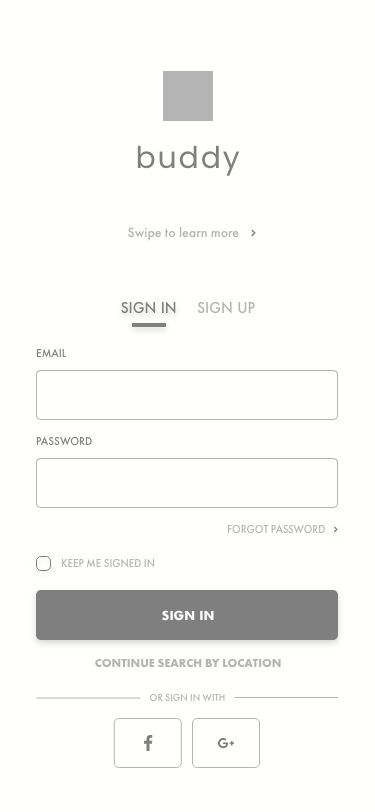 buddy
Swipe to learn more >
SIGN IN SIGN UP
EMAIL
PASSWORD
FORGOT PASSWORD >
KEEP ME SIGNED IN
SIGN IN
CONTINUE SEARCH BY LOCATION
OR SIGN IN WITH
f G+